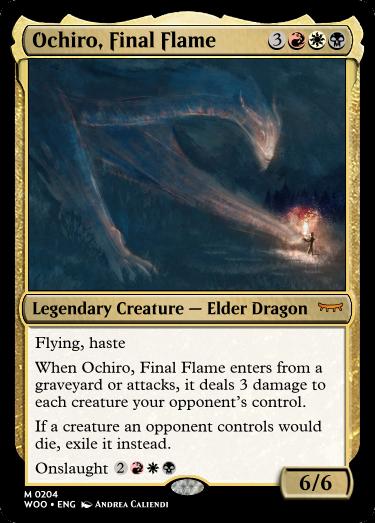 Ochiro, Final Flame 3
Legendary Creature — Elder Dragon
Flying, haste
When Ochiro, Final Flame enters from a
graveyard or attacks, it deals 3 damage to
each creature your opponent's control.
If a creature an opponent controls would
die, exile it instead.
Onslaught 2
6/6
M 0204
WOO • ENG Andrea Caliendi